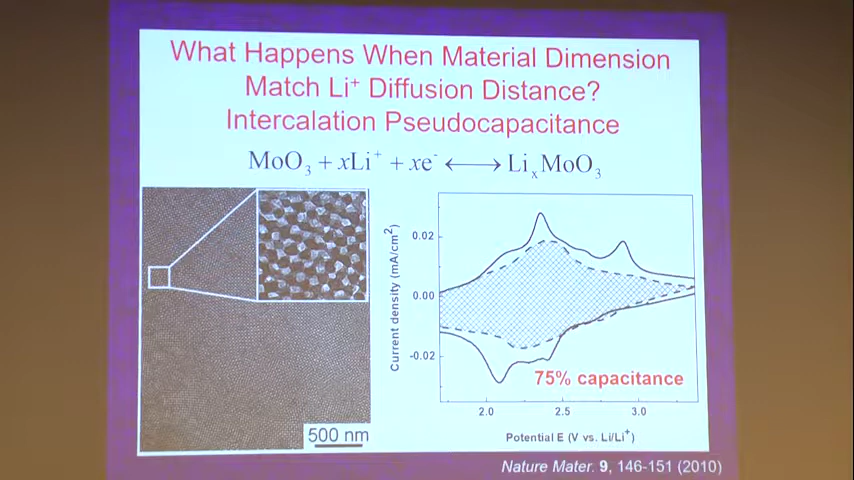 What Happens When Material Dimension
Match Li⁺ Diffusion Distance?
Intercalation Pseudocapacitance
MoO₃ + xLi⁺ + xe⁻ ⟷ LiₓMoO₃
500 nm
Current density (mA/cm²)
0.02
0.00
-0.02
75% capacitance
2.0 2.5 3.0
Potential E (V vs. Li/Li⁺)
Nature Mater. 9, 146-151 (2010)